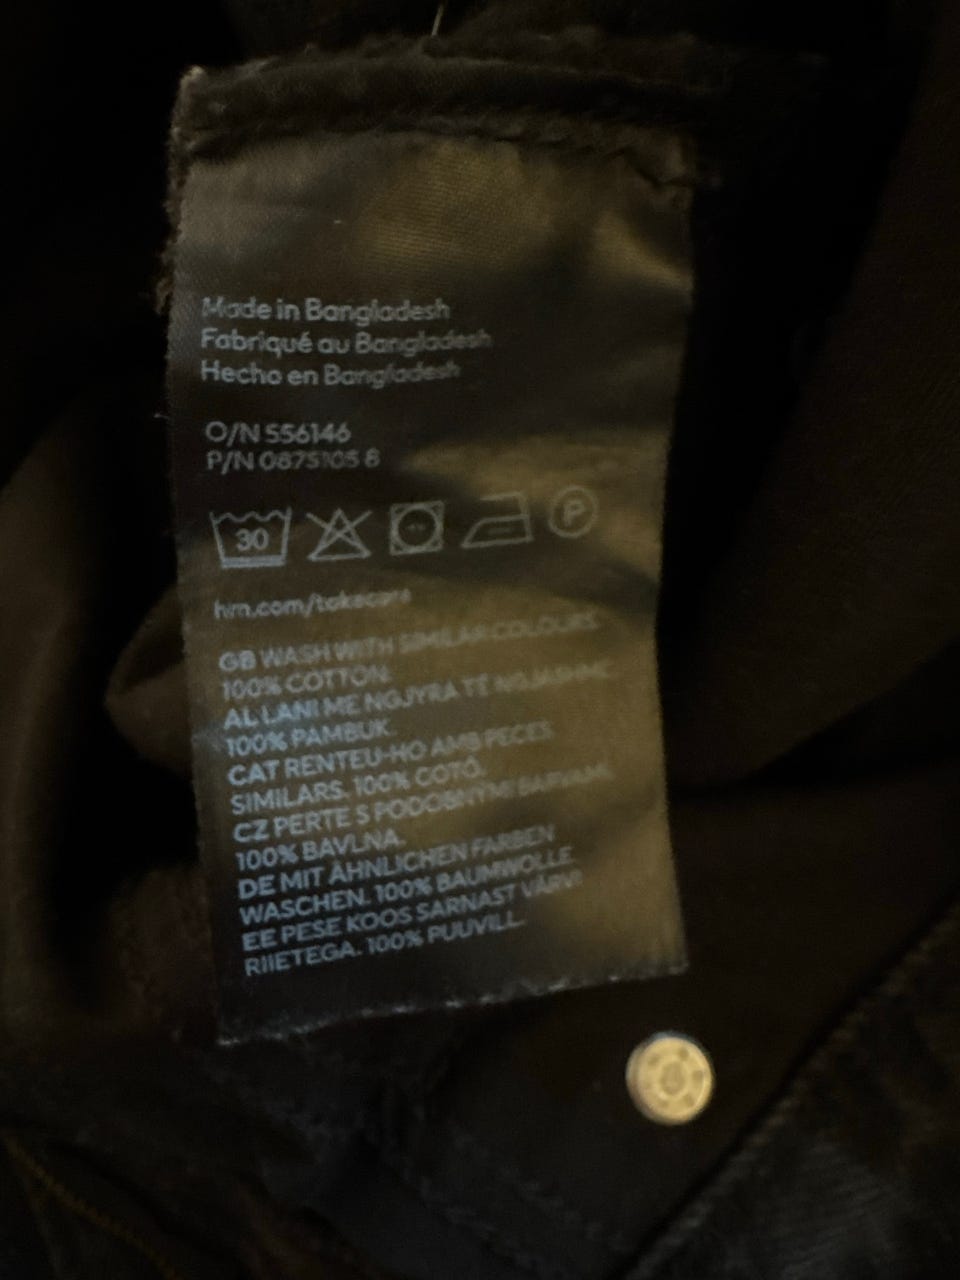 Made in Bangladesh
Fabriqué au Bangladesh
Hecho en Bangladesh
O/N 556146
P/N 0875105 8
30
P
hm.com/takecare
GB WASH WITH SIMILAR COLOURS
100% COTTON.
AL LANI ME NGJYRA TË
100% PAMBUK.
CAT RENTEU-HO AMB PECES
SIMILARS. 100% COTÓ.
CZ PERTE S PODOBNÝMI BARVAMI.
100% BAVLNA.
DE MIT ÄHNLICHEN FARBEN
WASCHEN. 100% BAUMWOLLE.
EE PESE KOOS SARNAST VÄRVI
RIIETEGA. 100% PUUVILL.